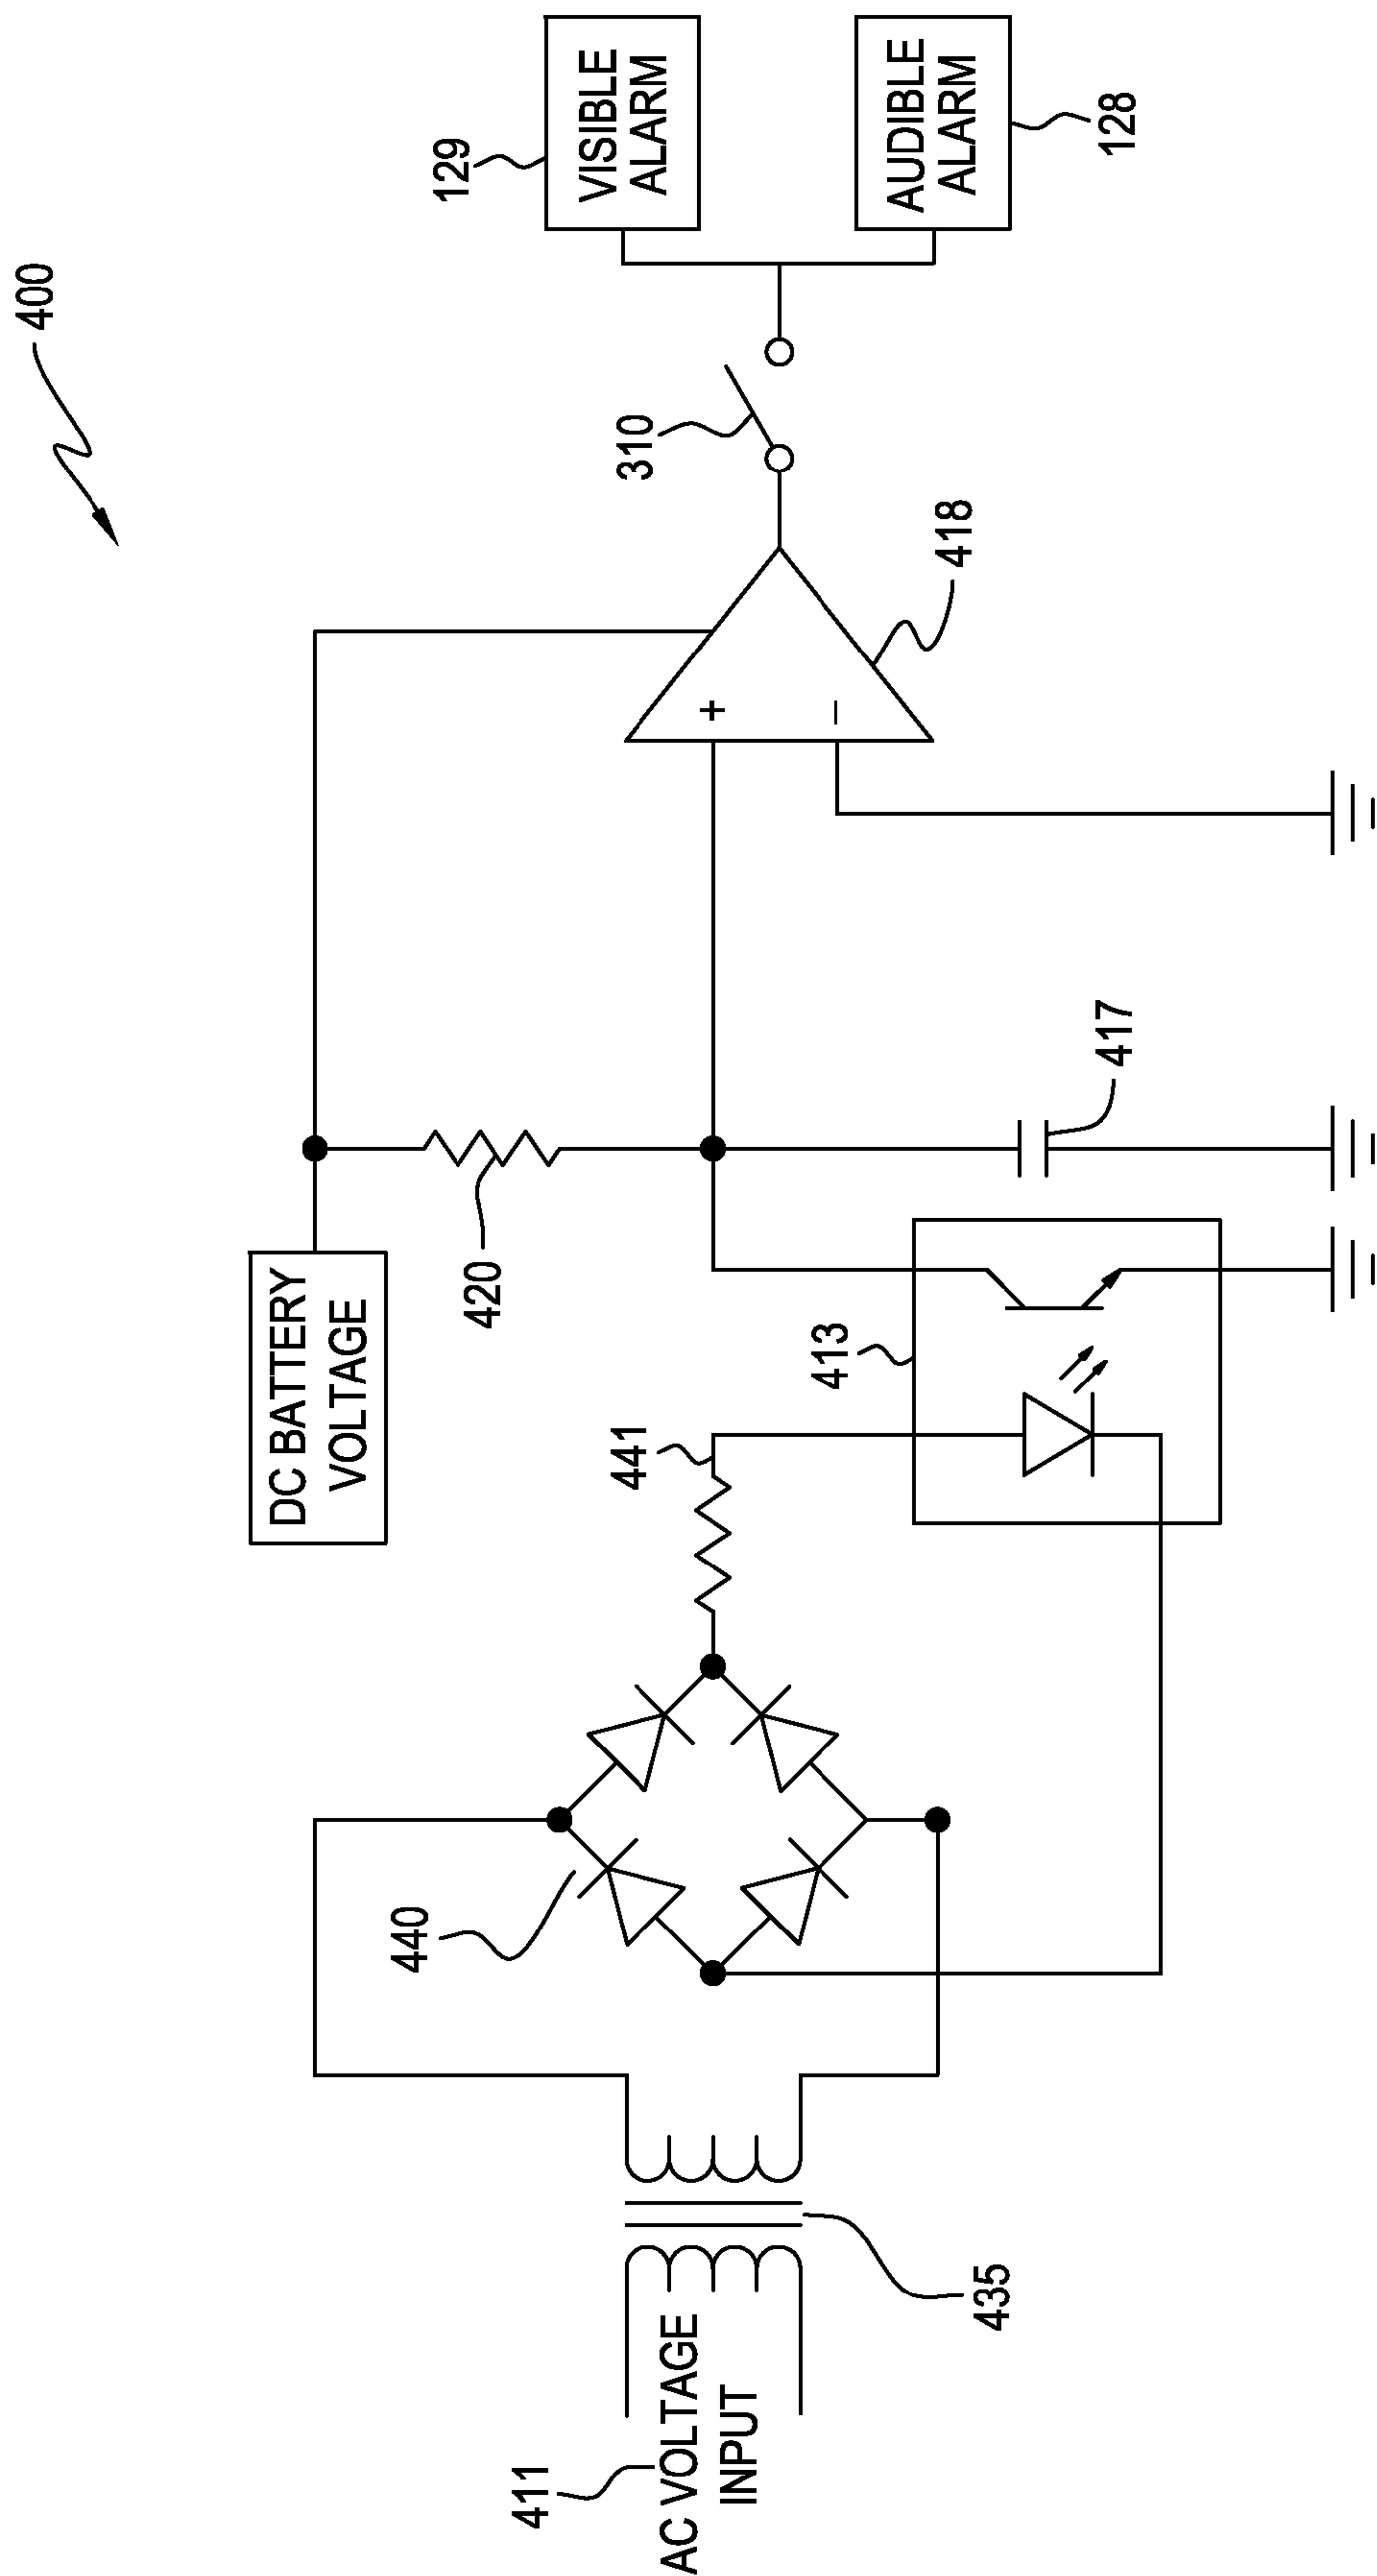 400
129
VISIBLE
ALARM
AUDIBLE
ALARM
128
310
418
DC BATTERY
VOLTAGE
420
417
413
441
440
435
411
AC VOLTAGE
INPUT
+
−